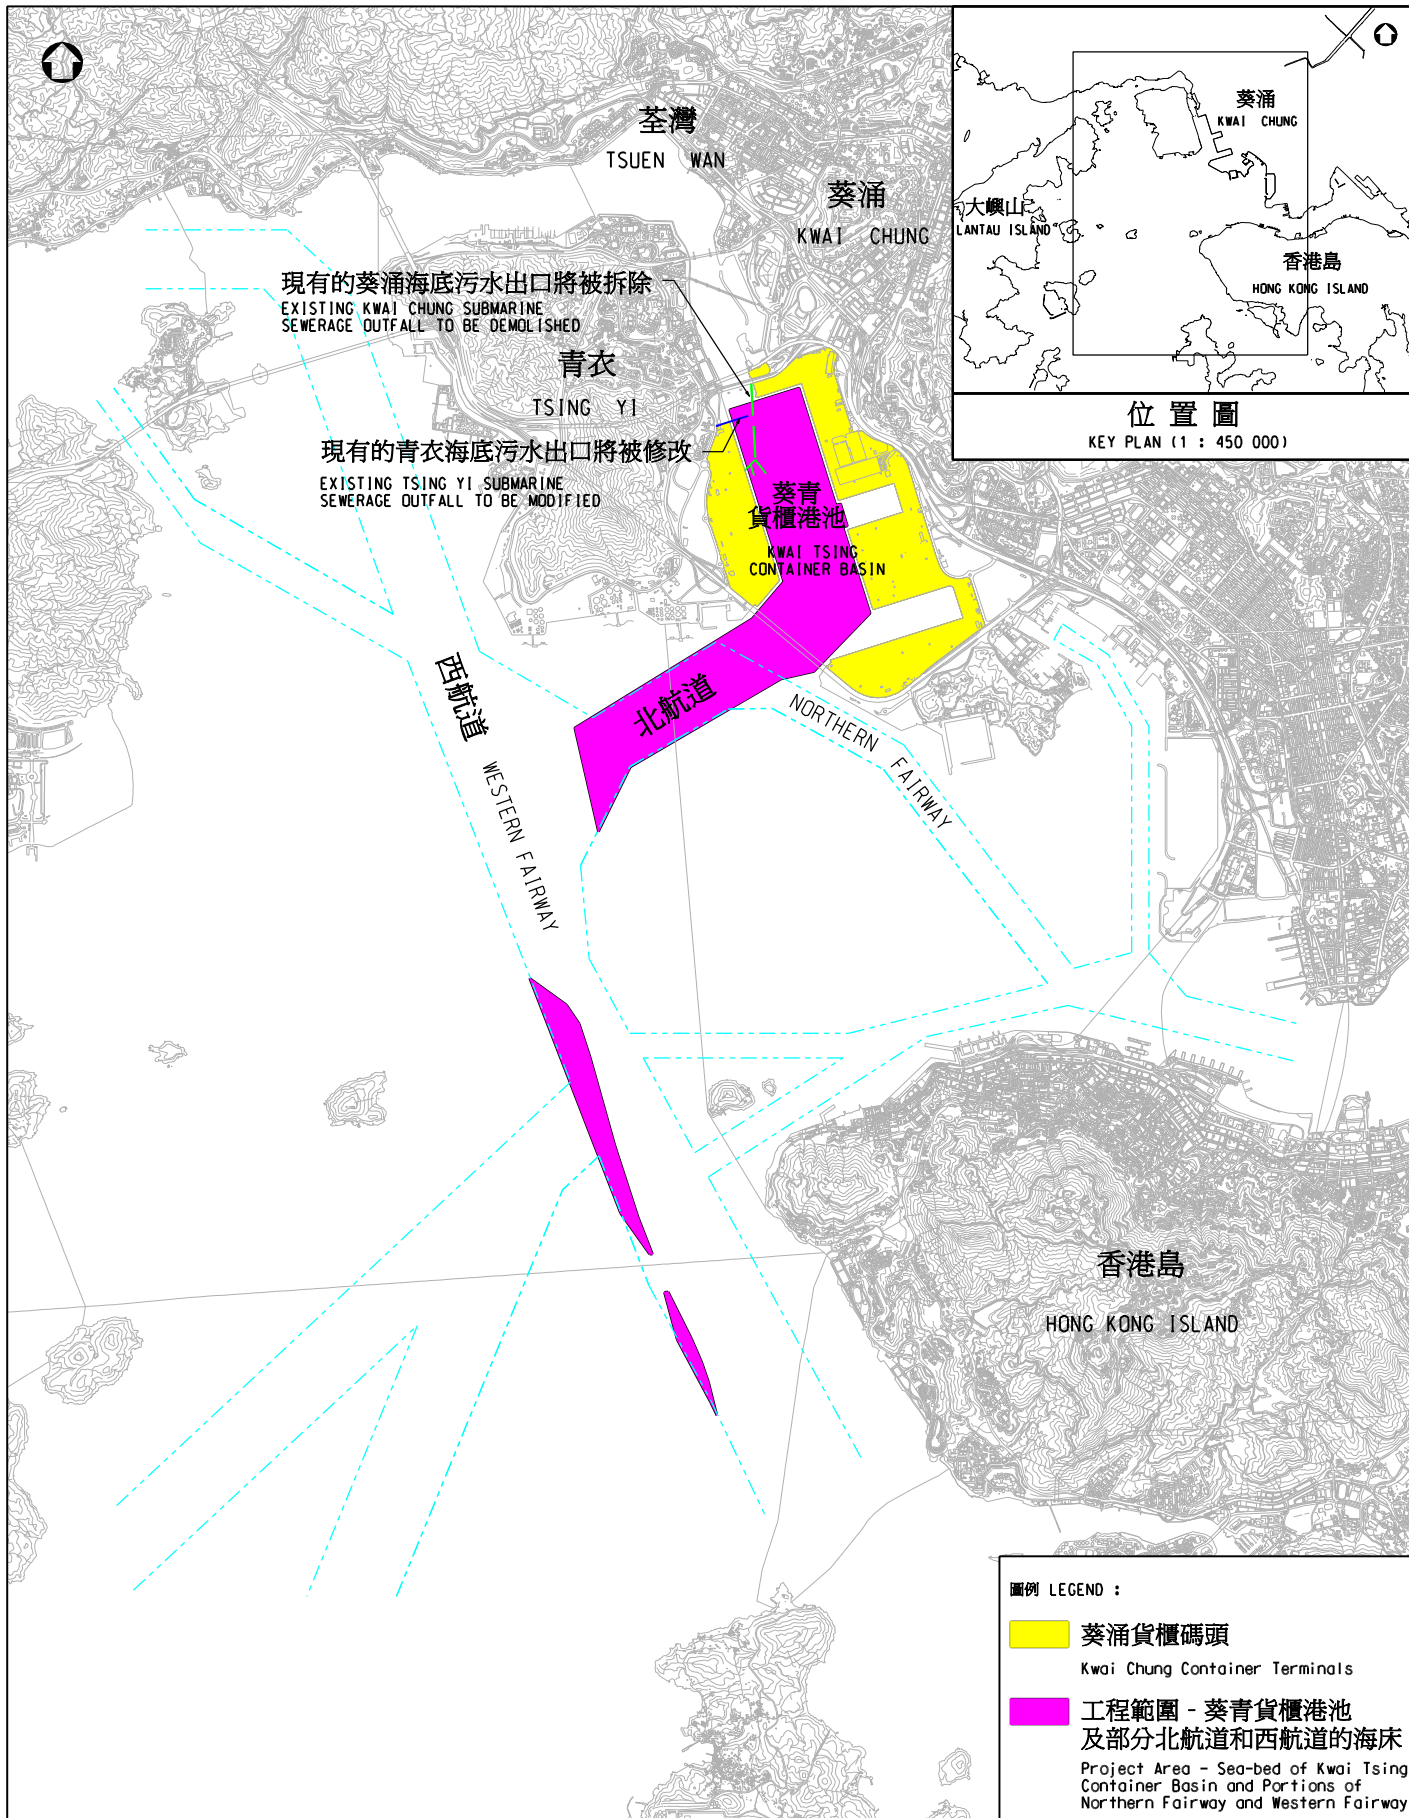 荃灣
TSUEN WAN
葵涌
KWAI CHUNG
現有的葵涌海底污水出口將被拆除
EXISTING KWAI CHUNG SUBMARINE
SEWERAGE OUTFALL TO BE DEMOLISHED
青衣
TSING YI
現有的青衣海底污水出口將被修改
EXISTING TSING YI SUBMARINE
SEWERAGE OUTFALL TO BE MODIFIED
葵青
貨櫃港池
KWAI TSING
CONTAINER BASIN
西航道
WESTERN FAIRWAY
北航道
NORTHERN FAIRWAY
香港島
HONG KONG ISLAND
葵涌
KWAI CHUNG
大嶼山
LANTAU ISLAND
香港島
HONG KONG ISLAND
位置圖
KEY PLAN (1 : 450 000)
圖例 LEGEND :
葵涌貨櫃碼頭
Kwai Chung Container Terminals
工程範圍 - 葵青貨櫃港池
及部分北航道和西航道的海床
Project Area - Sea-bed of Kwai Tsing
Container Basin and Portions of
Northern Fairway and Western Fairway